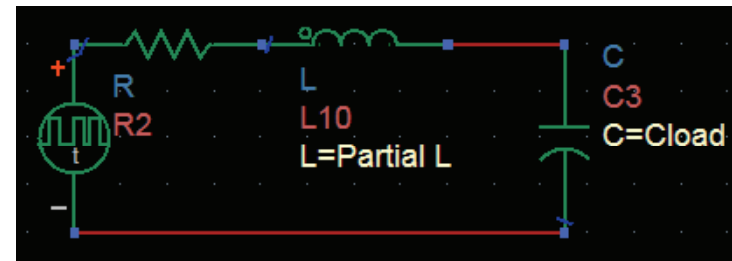 +
R
R2
t
−
L
L10
L=Partial L
C
C3
C=Cload